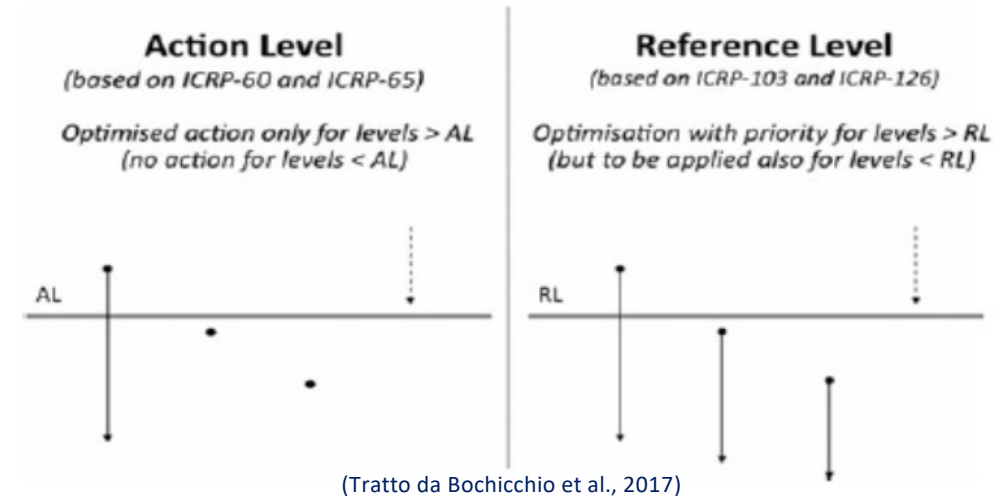 Action Level
(based on ICRP-60 and ICRP-65)
Optimised action only for levels > AL
(no action for levels < AL)
AL
Reference Level
(based on ICRP-103 and ICRP-126)
Optimisation with priority for levels > RL
(but to be applied also for levels < RL)
RL
(Tratto da Bochicchio et al., 2017)